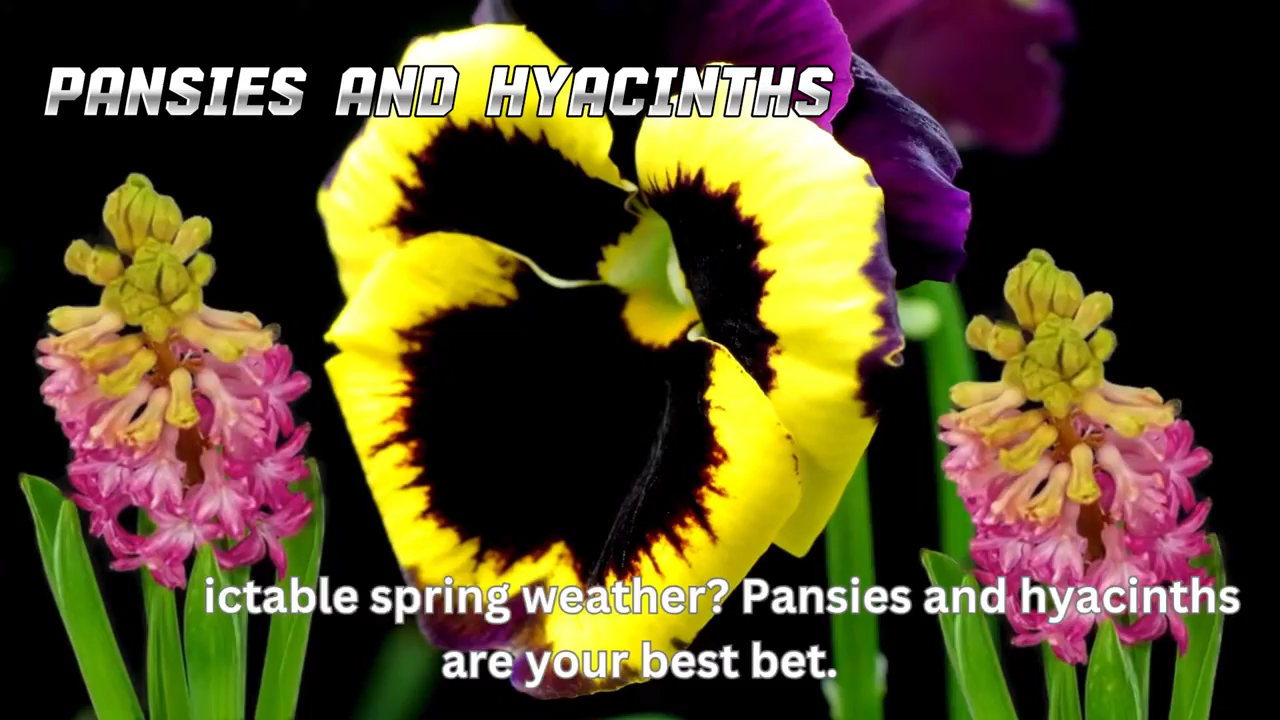 PANSIES AND HYACINTHS
ictable spring weather? Pansies and hyacinths
are your best bet.